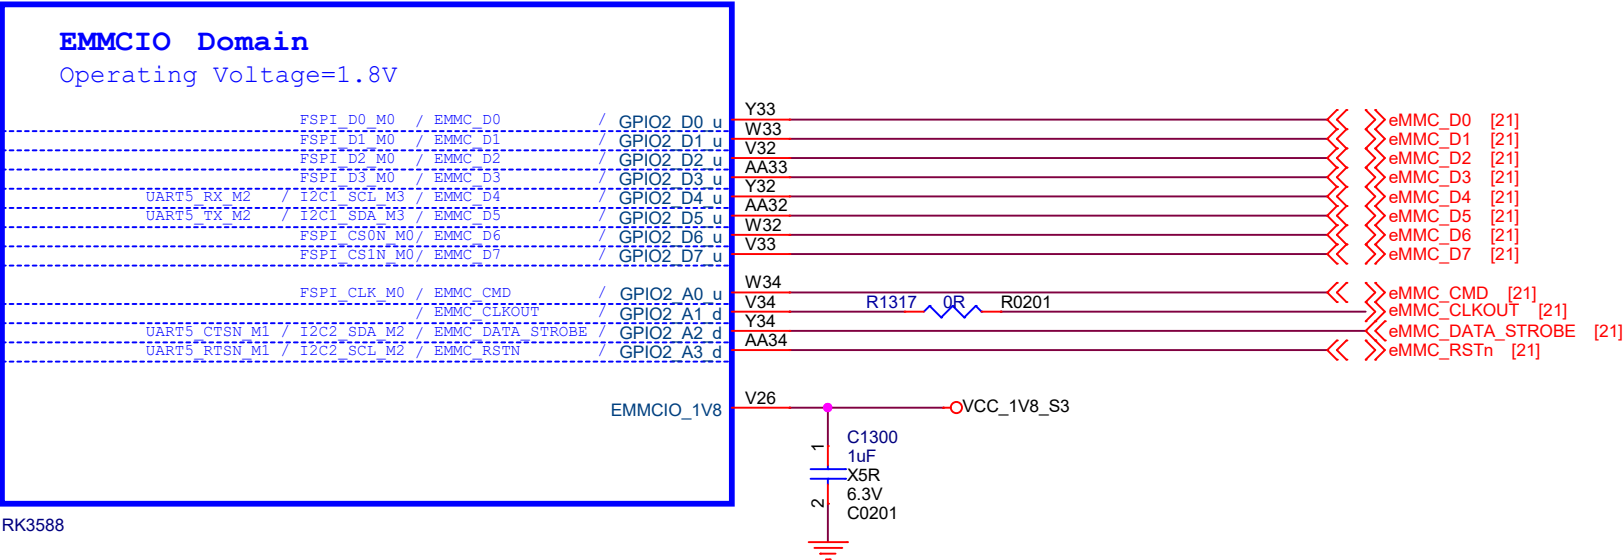 EMMCIO Domain
Operating Voltage=1.8V
FSPI_D0_M0 / EMMC_D0 / GPIO2_D0_u Y33 eMMC_D0 [21]
FSPI_D1_M0 / EMMC_D1 / GPIO2_D1_u W33 eMMC_D1 [21]
FSPI_D2_M0 / EMMC_D2 / GPIO2_D2_u V32 eMMC_D2 [21]
FSPI_D3_M0 / EMMC_D3 / GPIO2_D3_u AA33 eMMC_D3 [21]
UART5_RX_M2 / I2C1_SCL_M3 / EMMC_D4 / GPIO2_D4_u Y32 eMMC_D4 [21]
UART5_TX_M2 / I2C1_SDA_M3 / EMMC_D5 / GPIO2_D5_u AA32 eMMC_D5 [21]
FSPI_CS0N_M0/ EMMC_D6 / GPIO2_D6_u W32 eMMC_D6 [21]
FSPI_CS1N_M0/ EMMC_D7 / GPIO2_D7_u V33 eMMC_D7 [21]
FSPI_CLK_M0 / EMMC_CMD / GPIO2_A0_u W34 eMMC_CMD [21]
/ EMMC_CLKOUT / GPIO2_A1_d V34 R1317 0R R0201 eMMC_CLKOUT [21]
UART5_CTSN_M1 / I2C2_SDA_M2 / EMMC_DATA_STROBE / GPIO2_A2_d Y34 eMMC_DATA_STROBE [21]
UART5_RTSN_M1 / I2C2_SCL_M2 / EMMC_RSTN / GPIO2_A3_d AA34 eMMC_RSTn [21]
EMMCIO_1V8 V26 VCC_1V8_S3
1
C1300
1uF
X5R
6.3V
2
C0201
RK3588